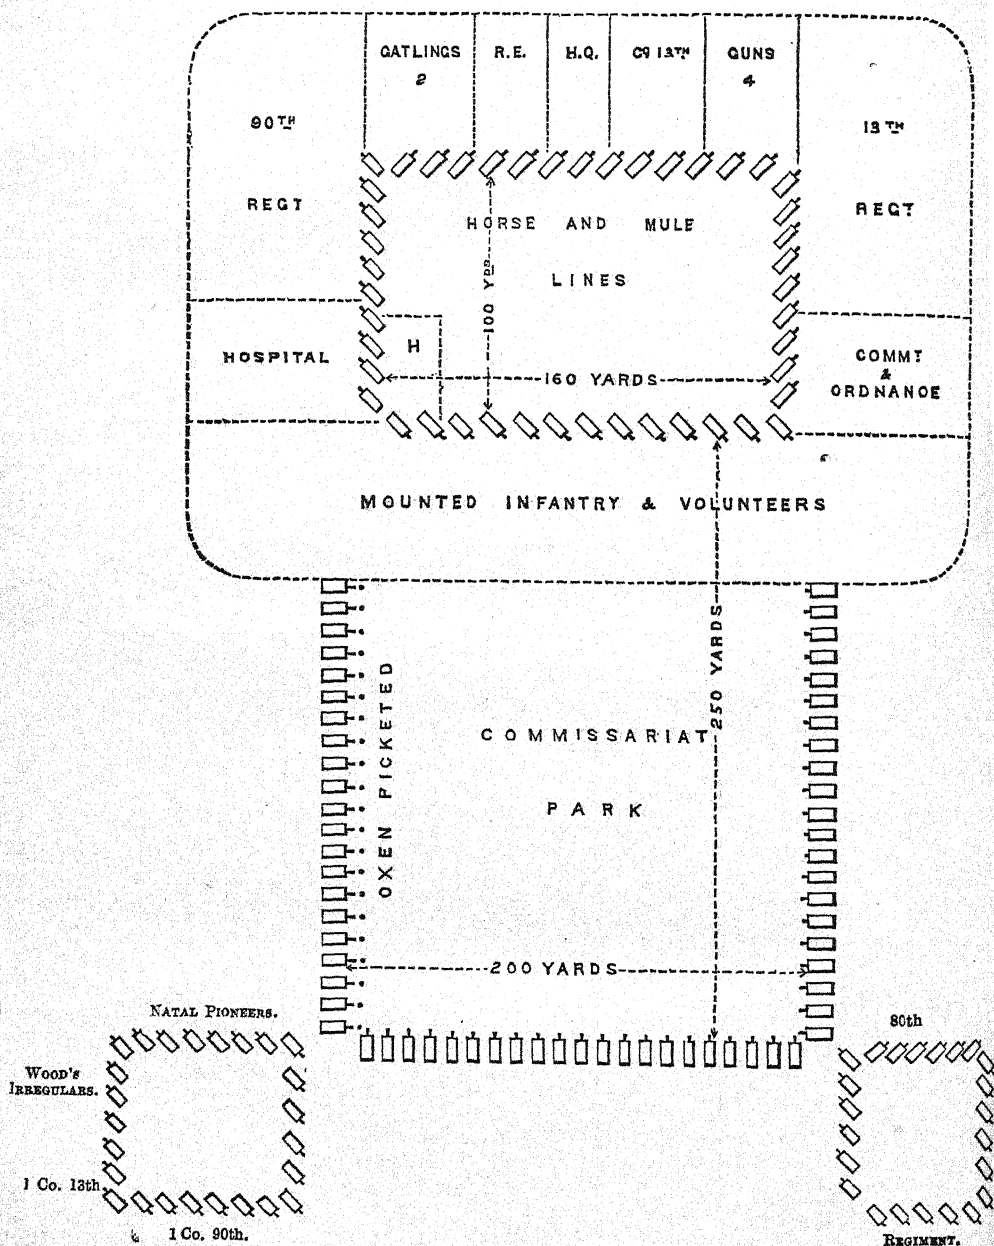 GATLINGS
2
R.E.
H.Q.
Co 13TH
GUNS
4
90TH
REGT
13TH
REGT
HORSE AND MULE
LINES
100 YDS
HOSPITAL
H
160 YARDS
COMMT
&
ORDNANCE
MOUNTED INFANTRY & VOLUNTEERS
OXEN PICKETED
COMMISSARIAT
PARK
250 YARDS
200 YARDS
NATAL PIONEERS.
WOOD'S
IRREGULARS.
1 Co. 13th.
1 Co. 90th.
80th
REGIMENT.